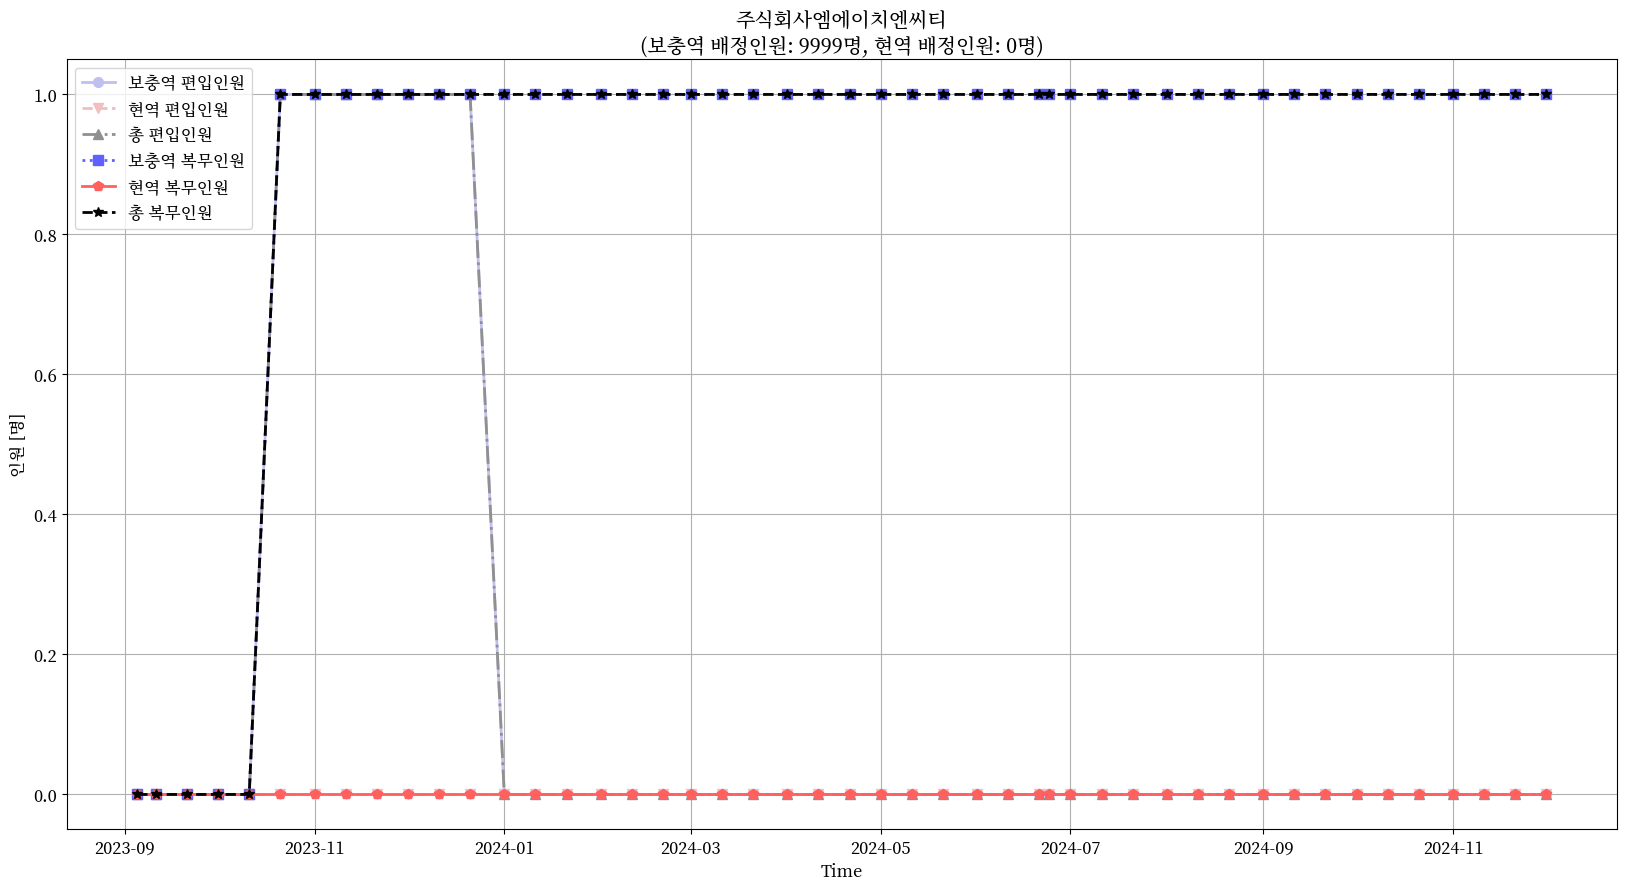 주식회사엠에이치엔씨티
(보충역 배정인원: 9999명, 현역 배정인원: 0명)
보충역 편입인원
현역 편입인원
총 편입인원
보충역 복무인원
현역 복무인원
총 복무인원
1.0
0.8
0.6
0.4
0.2
0.0
인원 [명]
2023-09
2023-11
2024-01
2024-03
2024-05
2024-07
2024-09
2024-11
Time